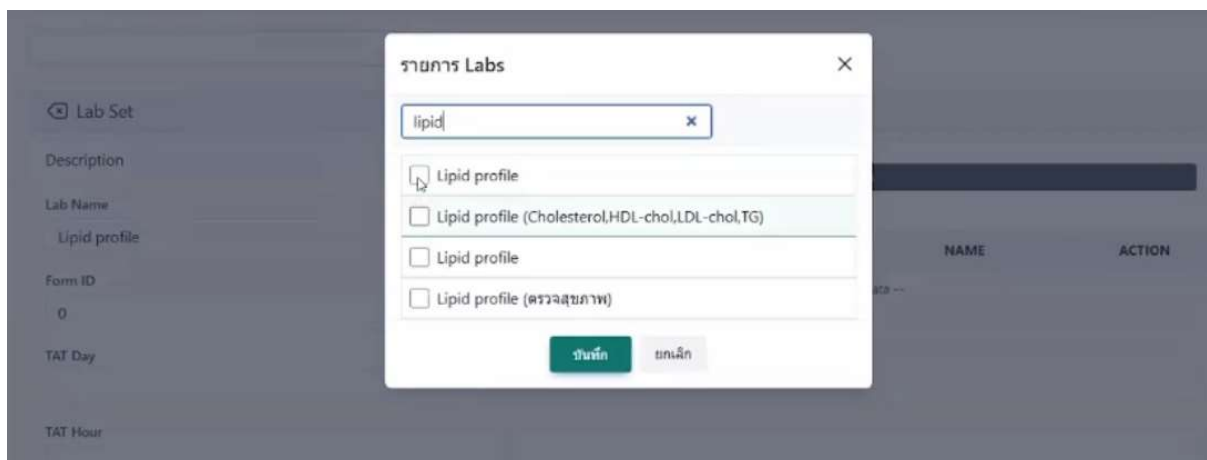 รายการ Labs
lipid
Lipid profile
Lipid profile (Cholesterol,HDL-chol,LDL-chol,TG)
Lipid profile
Lipid profile (ตรวจสุขภาพ)
บันทึก ยกเลิก
Lab Set
Description
Lab Name
Lipid profile
Form ID
0
TAT Day
TAT Hour
NAME ACTION